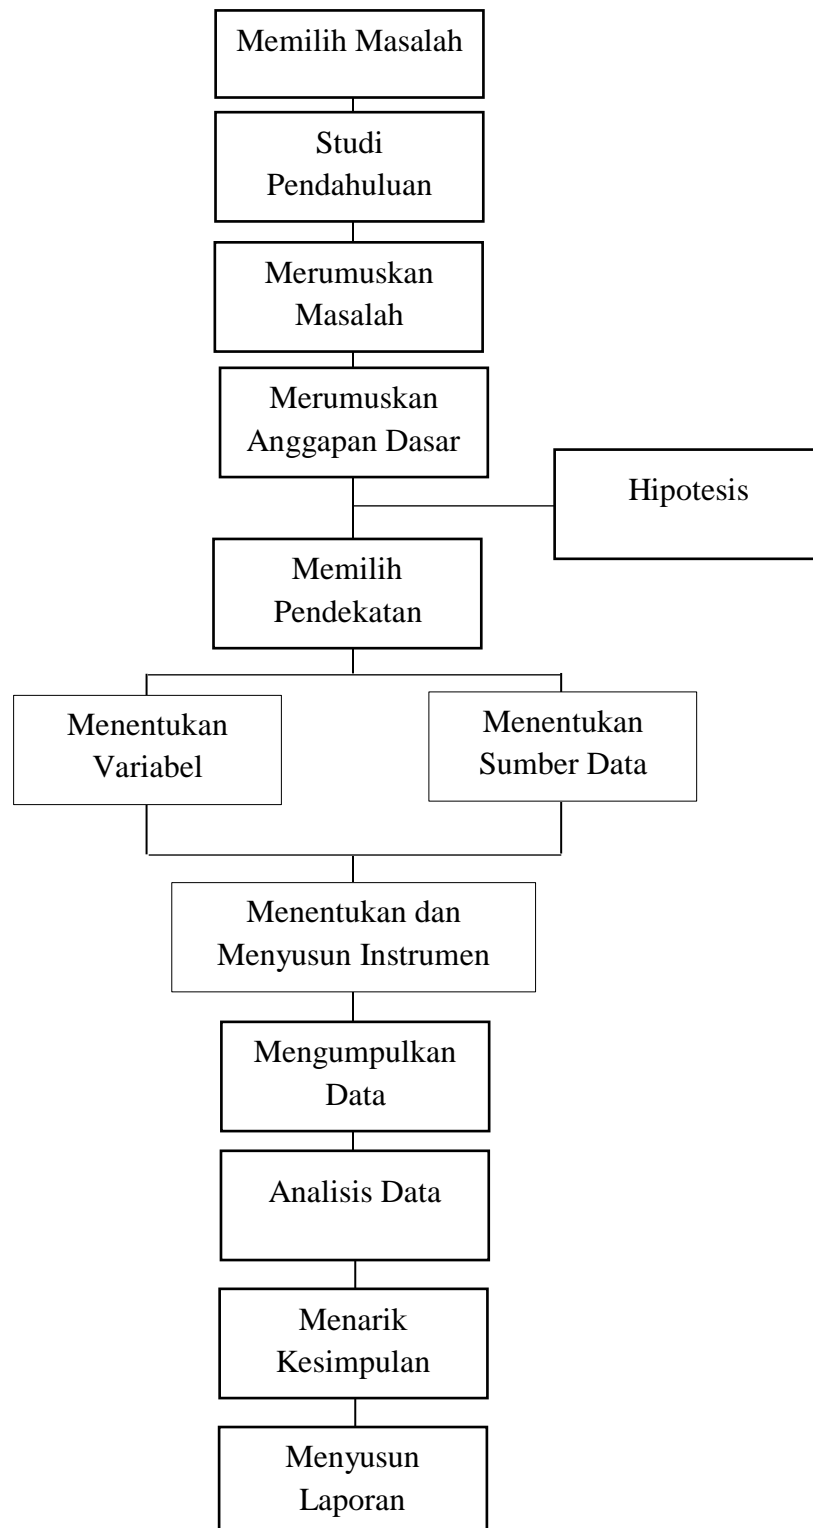 Memilih Masalah
Studi
Pendahuluan
Merumuskan
Masalah
Merumuskan
Anggapan Dasar
Hipotesis
Memilih
Pendekatan
Menentukan
Variabel
Menentukan
Sumber Data
Menentukan dan
Menyusun Instrumen
Mengumpulkan
Data
Analisis Data
Menarik
Kesimpulan
Menyusun
Laporan